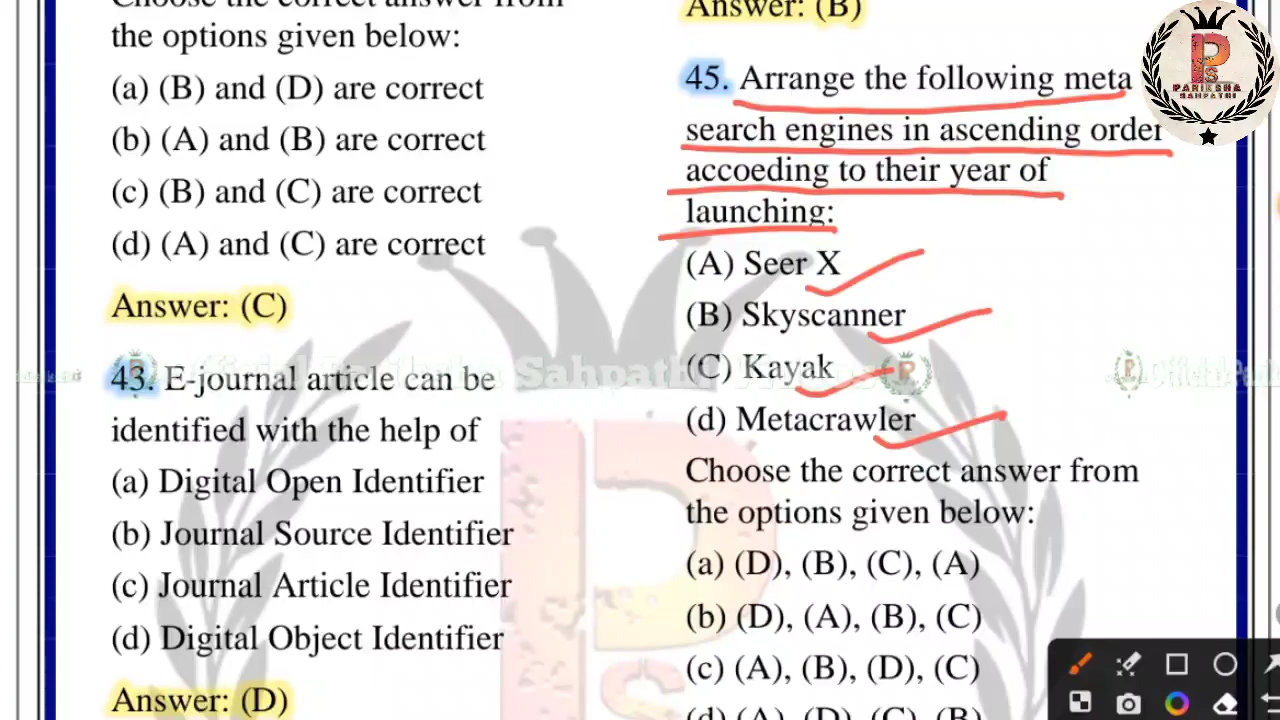 Choose the correct answer from
the options given below:
(a) (B) and (D) are correct
(b) (A) and (B) are correct
(c) (B) and (C) are correct
(d) (A) and (C) are correct
Answer: (C)
43. E-journal article can be
identified with the help of
(a) Digital Open Identifier
(b) Journal Source Identifier
(c) Journal Article Identifier
(d) Digital Object Identifier
Answer: (D)
Answer: (B)
45. Arrange the following meta
search engines in ascending order
accoeding to their year of
launching:
(A) Seer X
(B) Skyscanner
(C) Kayak
(d) Metacrawler
Choose the correct answer from
the options given below:
(a) (D), (B), (C), (A)
(b) (D), (A), (B), (C)
(c) (A), (B), (D), (C)
(d) (A), (D), (C), (B)
PS
PARIKSHA
SAHPATHI